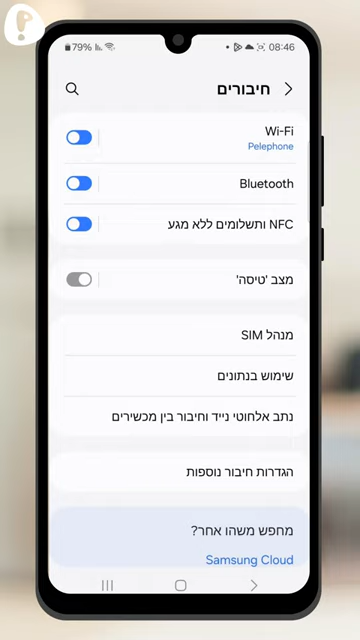 79% 08:46
חיבורים
Wi-Fi
Pelephone
Bluetooth
NFC ותשלומים ללא מגע
מצב 'טיסה'
מנהל SIM
שימוש בנתונים
נתב אלחוטי נייד וחיבור בין מכשירים
הגדרות חיבור נוספות
מחפש משהו אחר?
Samsung Cloud